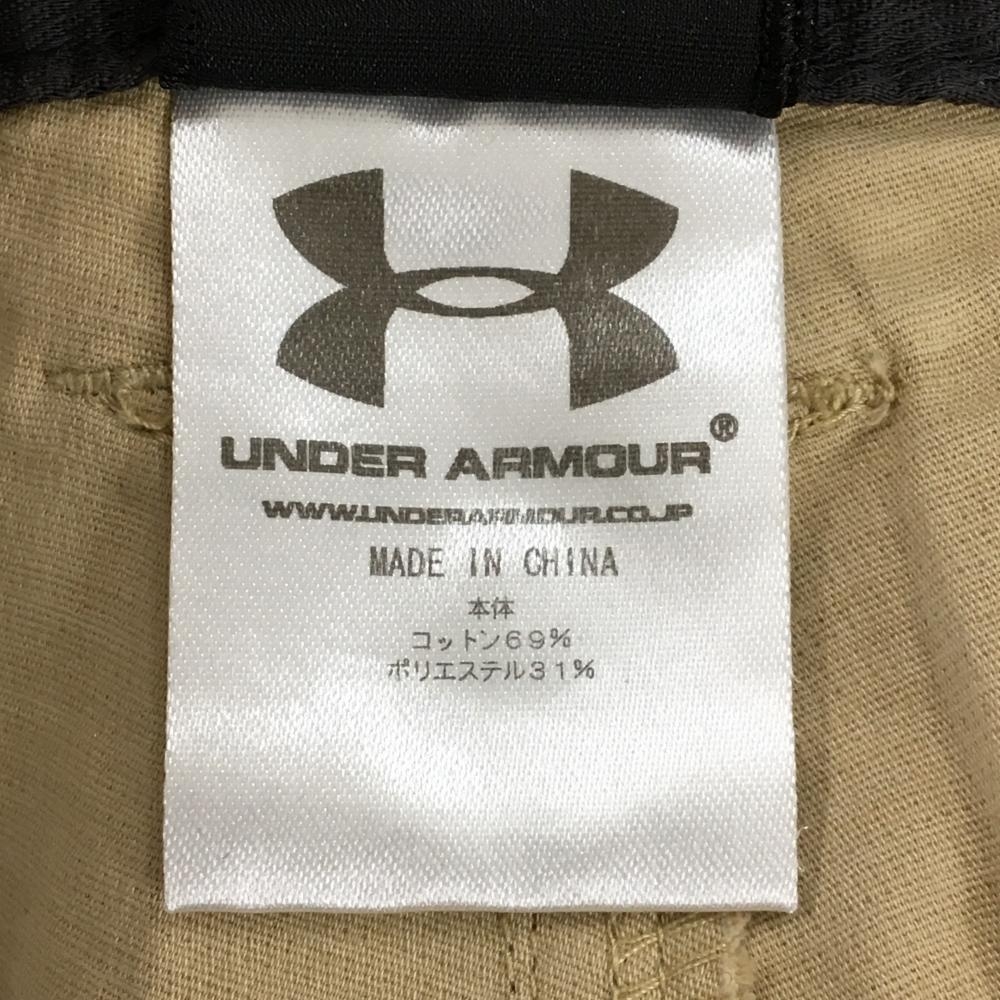 UNDER ARMOUR®
WWW.UNDERARMOUR.CO.JP
MADE IN CHINA
本体
コットン69%
ポリエステル31%